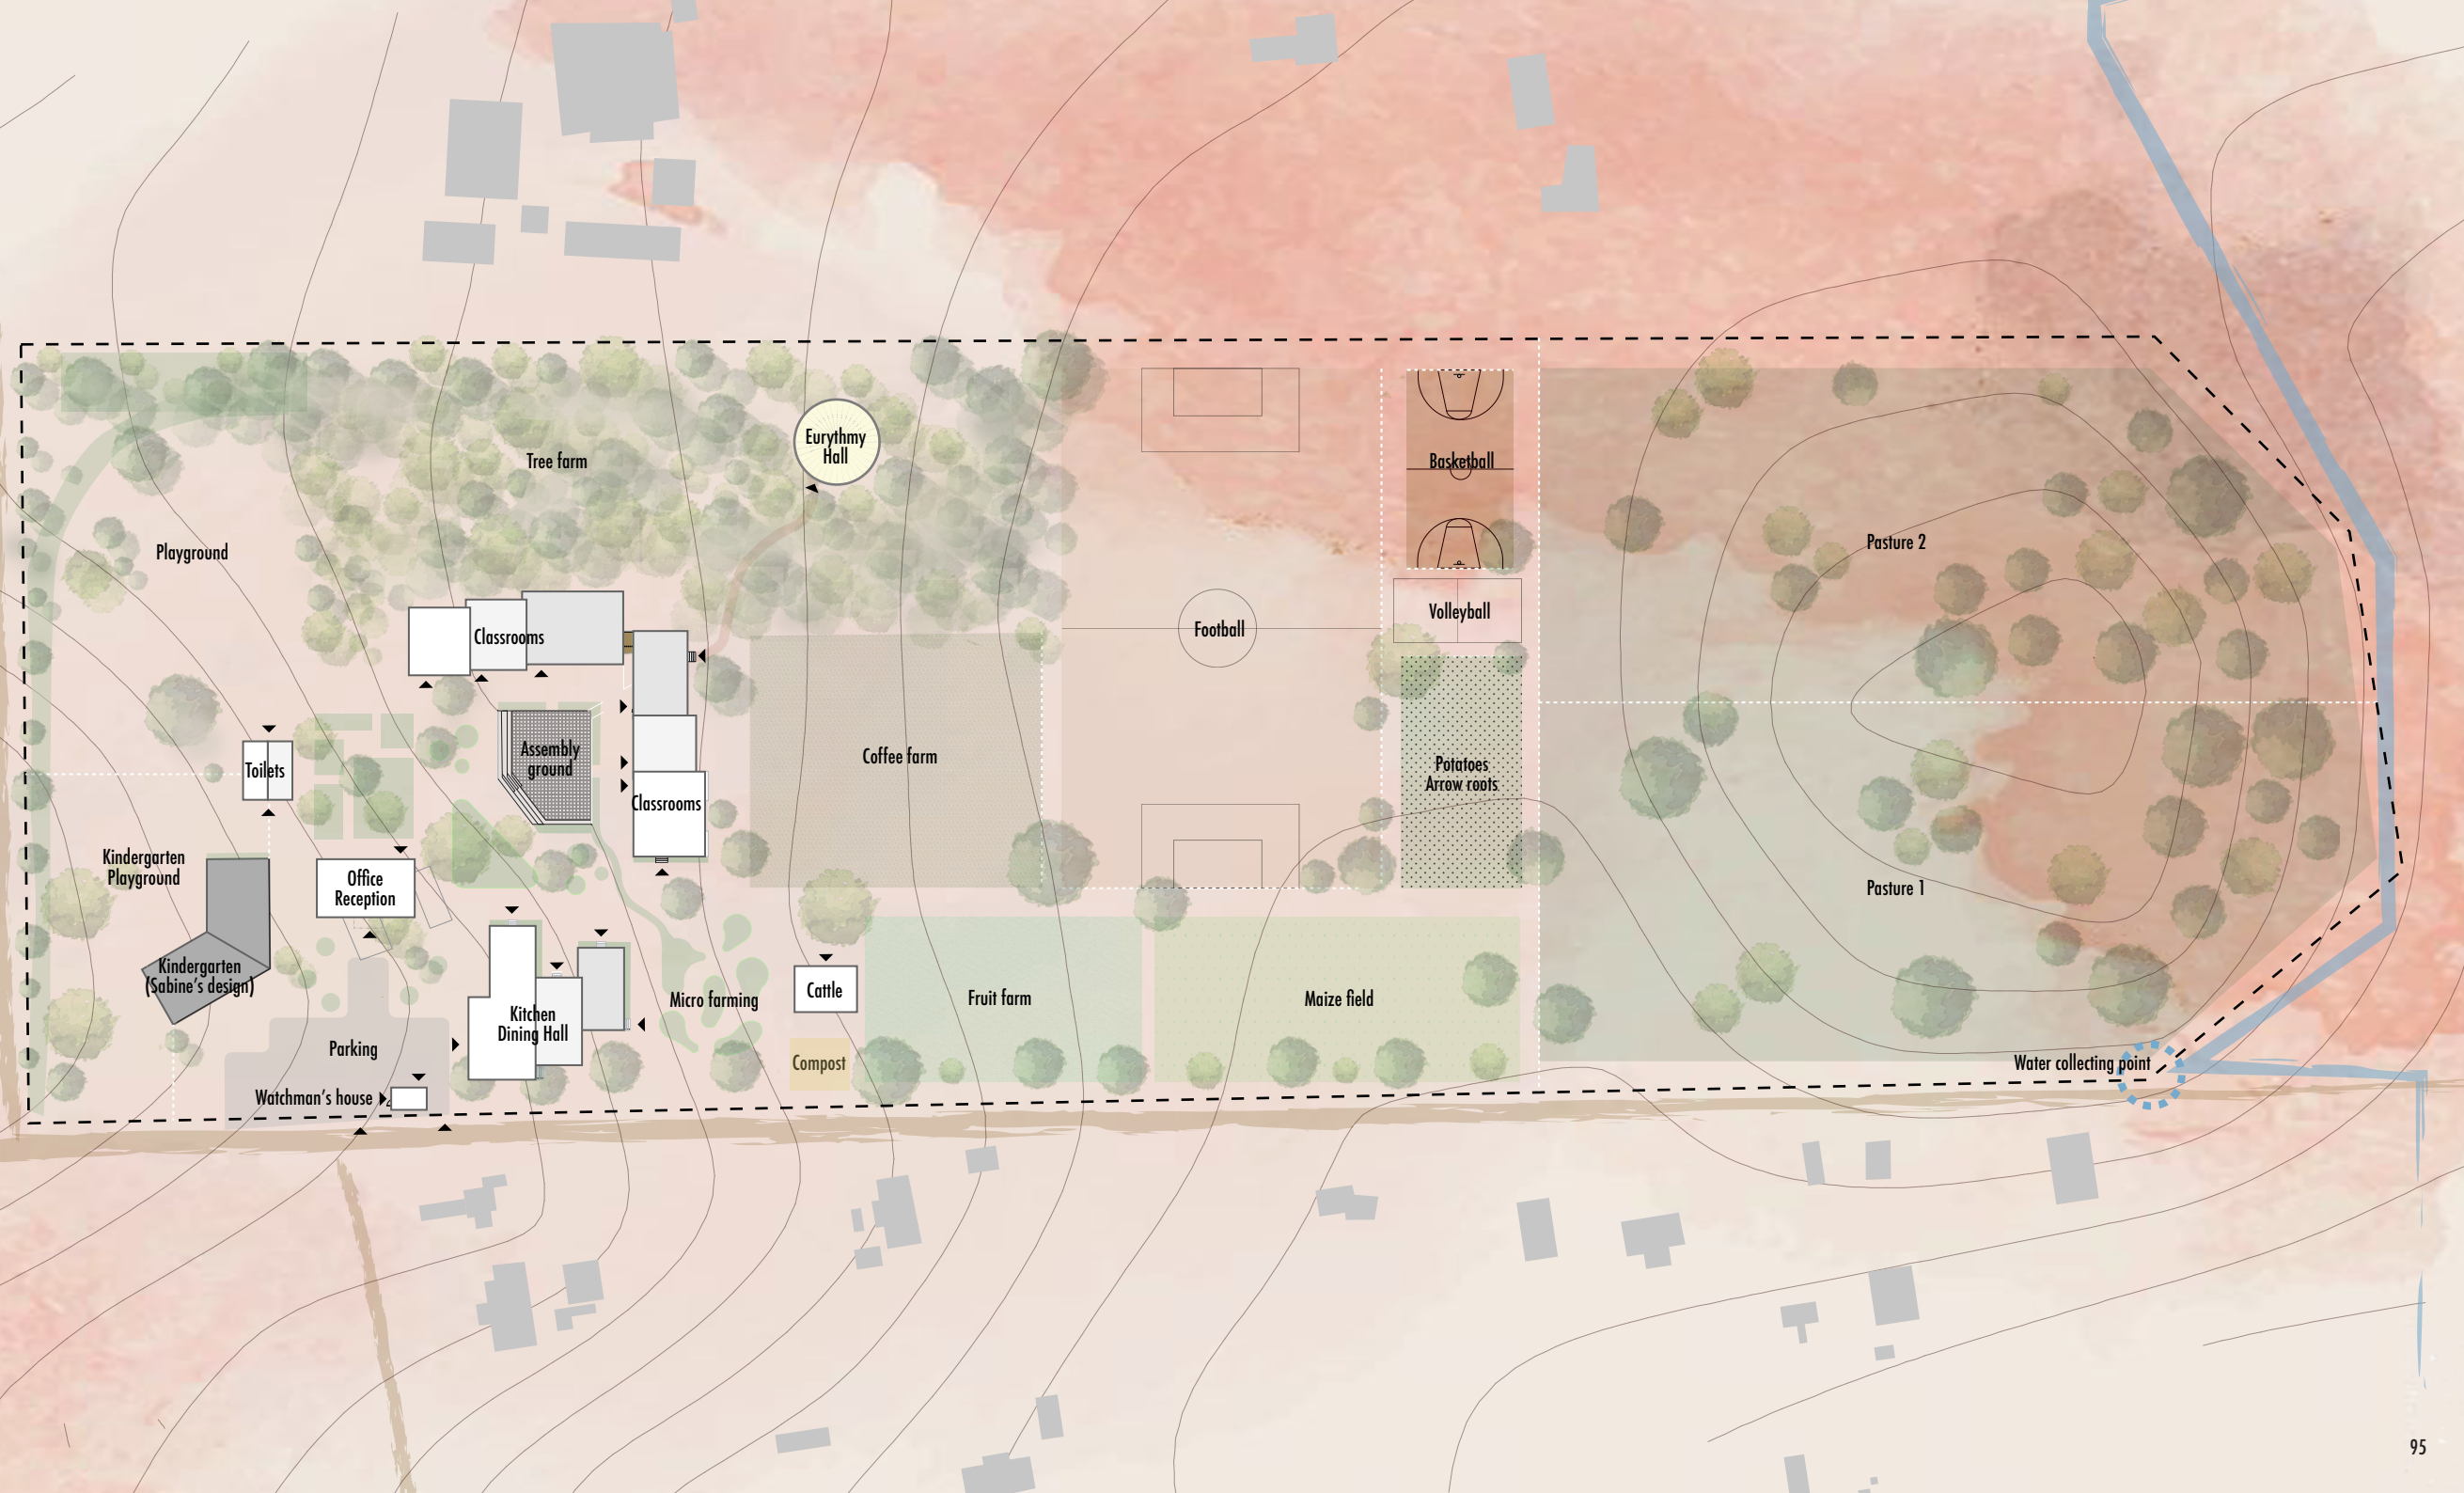 Eurythmy
Hall
Tree farm
Basketball
Playground
Pasture 2
Volleyball
Football
Classrooms
Assembly
ground
Coffee farm
Toilets
Potatoes
Arrow roots
Classrooms
Kindergarten
Playground
Office
Reception
Pasture 1
Kindergarten
(Sabine's design)
Cattle
Micro farming
Fruit farm
Maize field
Kitchen
Dining Hall
Parking
Compost
Water collecting point
Watchman's house
95